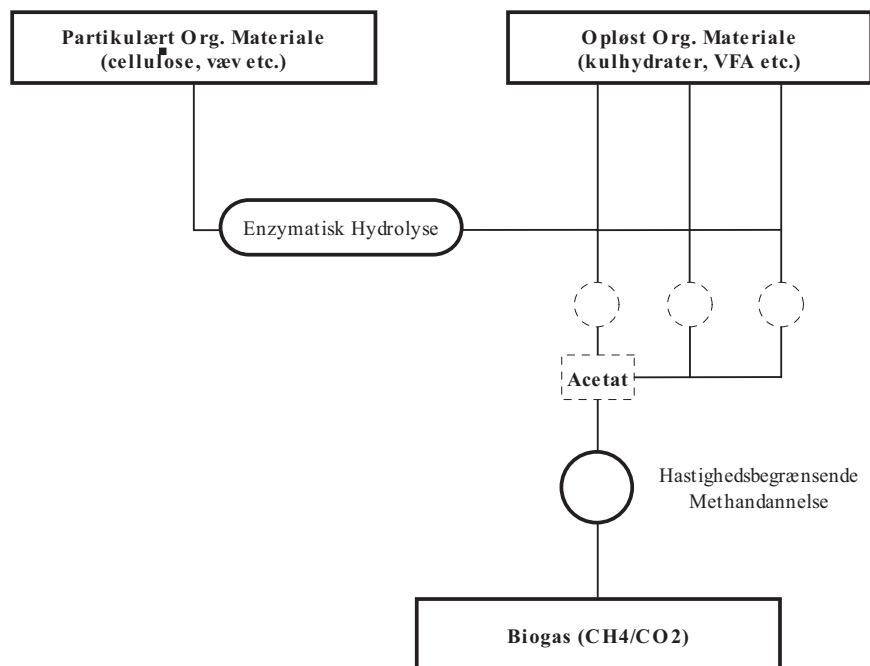 Partikulært Org. Materiale
(cellulose, væv etc.)
Opløst Org. Materiale
(kulhydrater, VFA etc.)
Enzymatisk Hydrolyse
Acetat
Hastighedsbegrænsende
Methandannelse
Biogas (CH4/CO2)